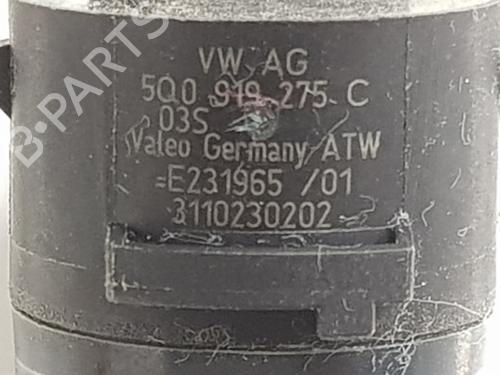 VW AG
5Q0 919 275 C
03S
Valeo Germany ATW
=E231965 /01
3110230202
B-PARTS